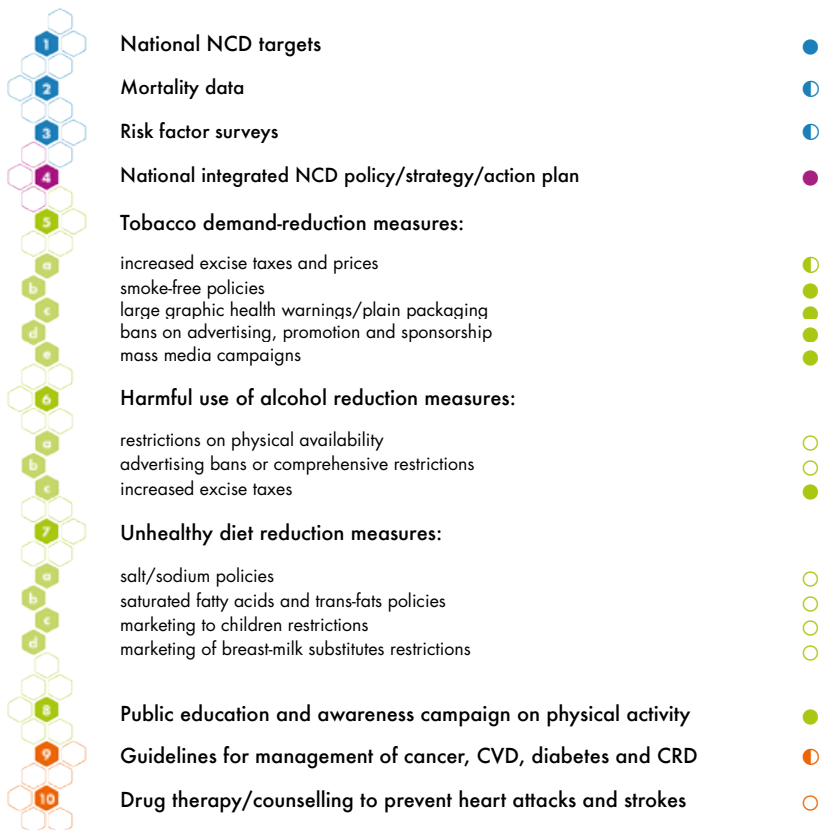 1 National NCD targets
2 Mortality data
3 Risk factor surveys
4 National integrated NCD policy/strategy/action plan
5 Tobacco demand-reduction measures:
a increased excise taxes and prices
b smoke-free policies
c large graphic health warnings/plain packaging
d bans on advertising, promotion and sponsorship
e mass media campaigns
6 Harmful use of alcohol reduction measures:
a restrictions on physical availability
b advertising bans or comprehensive restrictions
c increased excise taxes
7 Unhealthy diet reduction measures:
a salt/sodium policies
b saturated fatty acids and trans-fats policies
c marketing to children restrictions
d marketing of breast-milk substitutes restrictions
8 Public education and awareness campaign on physical activity
9 Guidelines for management of cancer, CVD, diabetes and CRD
10 Drug therapy/counselling to prevent heart attacks and strokes